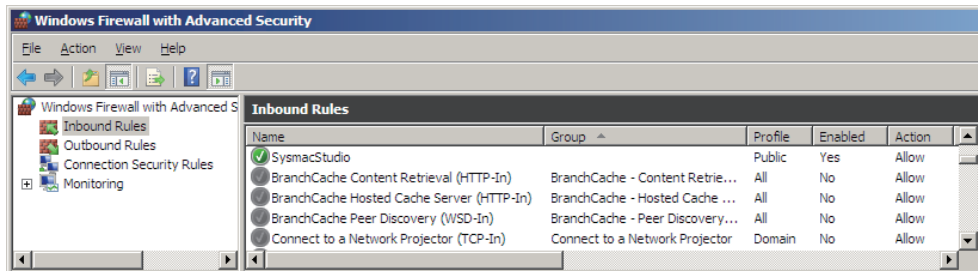 Windows Firewall with Advanced Security
File Action View Help
Windows Firewall with Advanced S
Inbound Rules
Outbound Rules
Connection Security Rules
Monitoring
Inbound Rules
Name Group Profile Enabled Action
SysmacStudio Public Yes Allow
BranchCache Content Retrieval (HTTP-In) BranchCache - Content Retrie... All No Allow
BranchCache Hosted Cache Server (HTTP-In) BranchCache - Hosted Cache ... All No Allow
BranchCache Peer Discovery (WSD-In) BranchCache - Peer Discovery... All No Allow
Connect to a Network Projector (TCP-In) Connect to a Network Projector Domain No Allow